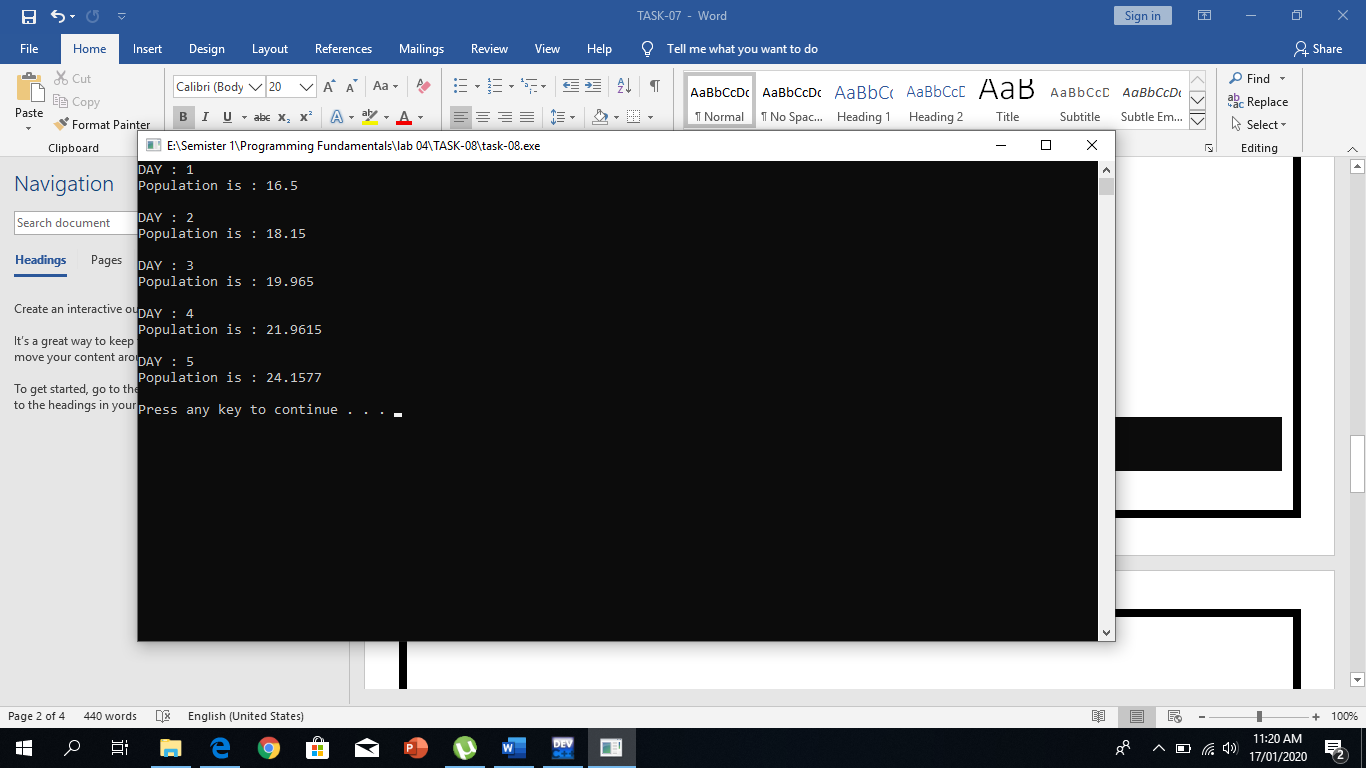 TASK-07 - Word
Sign in
File Home Insert Design Layout References Mailings Review View Help Tell me what you want to do Share
Paste
Cut
Copy
Format Painter
Clipboard
Calibri (Body 20
B I U abc x₂ x²
AaBbCcDc AaBbCcDc AaBbCc AaBbCcD AaB AaBbCcD AaBbCcDc
¶ Normal ¶ No Spac... Heading 1 Heading 2 Title Subtitle Subtle Em...
Find
Replace
Select
Editing
E:\Semister 1\Programming Fundamentals\lab 04\TASK-08\task-08.exe
DAY : 1
Population is : 16.5
DAY : 2
Population is : 18.15
DAY : 3
Population is : 19.965
DAY : 4
Population is : 21.9615
DAY : 5
Population is : 24.1577
Press any key to continue . . .
Navigation
Search document
Headings Pages
Create an interactive ou
It's a great way to keep
move your content arou
To get started, go to the
to the headings in your
Page 2 of 4 440 words English (United States) 100%
DEV
11:20 AM
17/01/2020
2